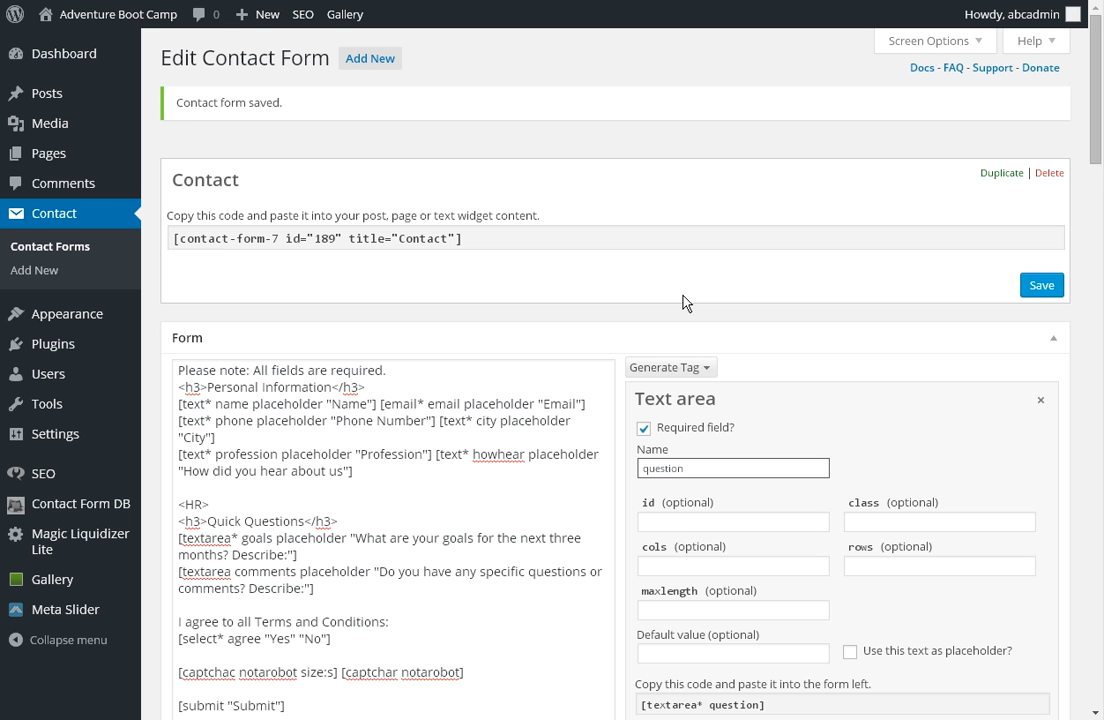 Adventure Boot Camp 0 New SEO Gallery Howdy, abcadmin
Screen Options Help
Edit Contact Form Add New
Docs - FAQ - Support - Donate
Contact form saved.
Dashboard
Posts
Media
Pages
Comments
Contact
Contact Forms
Add New
Appearance
Plugins
Users
Tools
Settings
SEO
Contact Form DB
Magic Liquidizer
Lite
Gallery
Meta Slider
Collapse menu
Contact
Duplicate | Delete
Copy this code and paste it into your post, page or text widget content.
[contact-form-7 id="189" title="Contact"]
Save
Form
Please note: All fields are required.
<h3>Personal Information</h3>
[text* name placeholder "Name"] [email* email placeholder "Email"]
[text* phone placeholder "Phone Number"] [text* city placeholder
"City"]
[text* profession placeholder "Profession"] [text* howhear placeholder
"How did you hear about us"]
<HR>
<h3>Quick Questions</h3>
[textarea* goals placeholder "What are your goals for the next three
months? Describe:"]
[textarea comments placeholder "Do you have any specific questions or
comments? Describe:"]
I agree to all Terms and Conditions:
[select* agree "Yes" "No"]
[captchac notarobot size:s] [captchar notarobot]
[submit "Submit"]
Generate Tag
Text area
Required field?
Name
question
id (optional) class (optional)
cols (optional) rows (optional)
maxlength (optional)
Default value (optional)
Use this text as placeholder?
Copy this code and paste it into the form left.
[textarea* question]